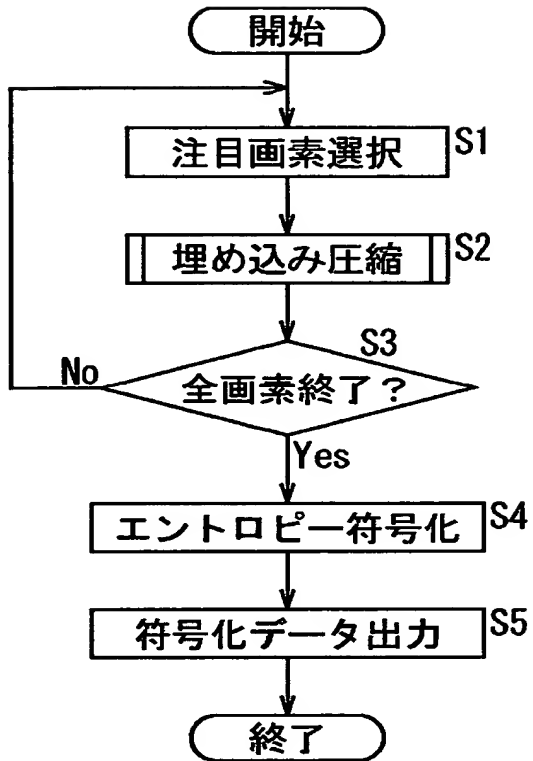 開始
注目画素選択 S1
埋め込み圧縮 S2
S3
全画素終了？
No
Yes
エントロピー符号化 S4
符号化データ出力 S5
終了